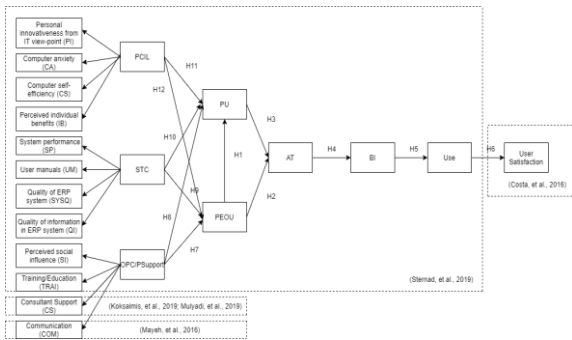 Personal
innovativeness from
IT view-point (PI)
Computer anxiety
(CA)
Computer self-
efficiency (CS)
Perceived individual
benefits (IB)
System performance
(SP)
User manuals (UM)
Quality of ERP
system (SYSQ)
Quality of information
in ERP system (QI)
Perceived social
influence (SI)
Training/Education
(TRAI)
Consultant Support
(CS)
Communication
(COM)
PCIL
STC
OPC/PSupport
H11
H12
H10
H9
H8
H7
PU
H1
PEOU
H3
H2
AT
H4
BI
H5
Use
H6
User
Satisfaction
(Costa, et al., 2016)
(Sternad, et al., 2019)
(Koksalmis, et al., 2019; Mulyadi, et al., 2019)
(Mayeh, et al., 2016)